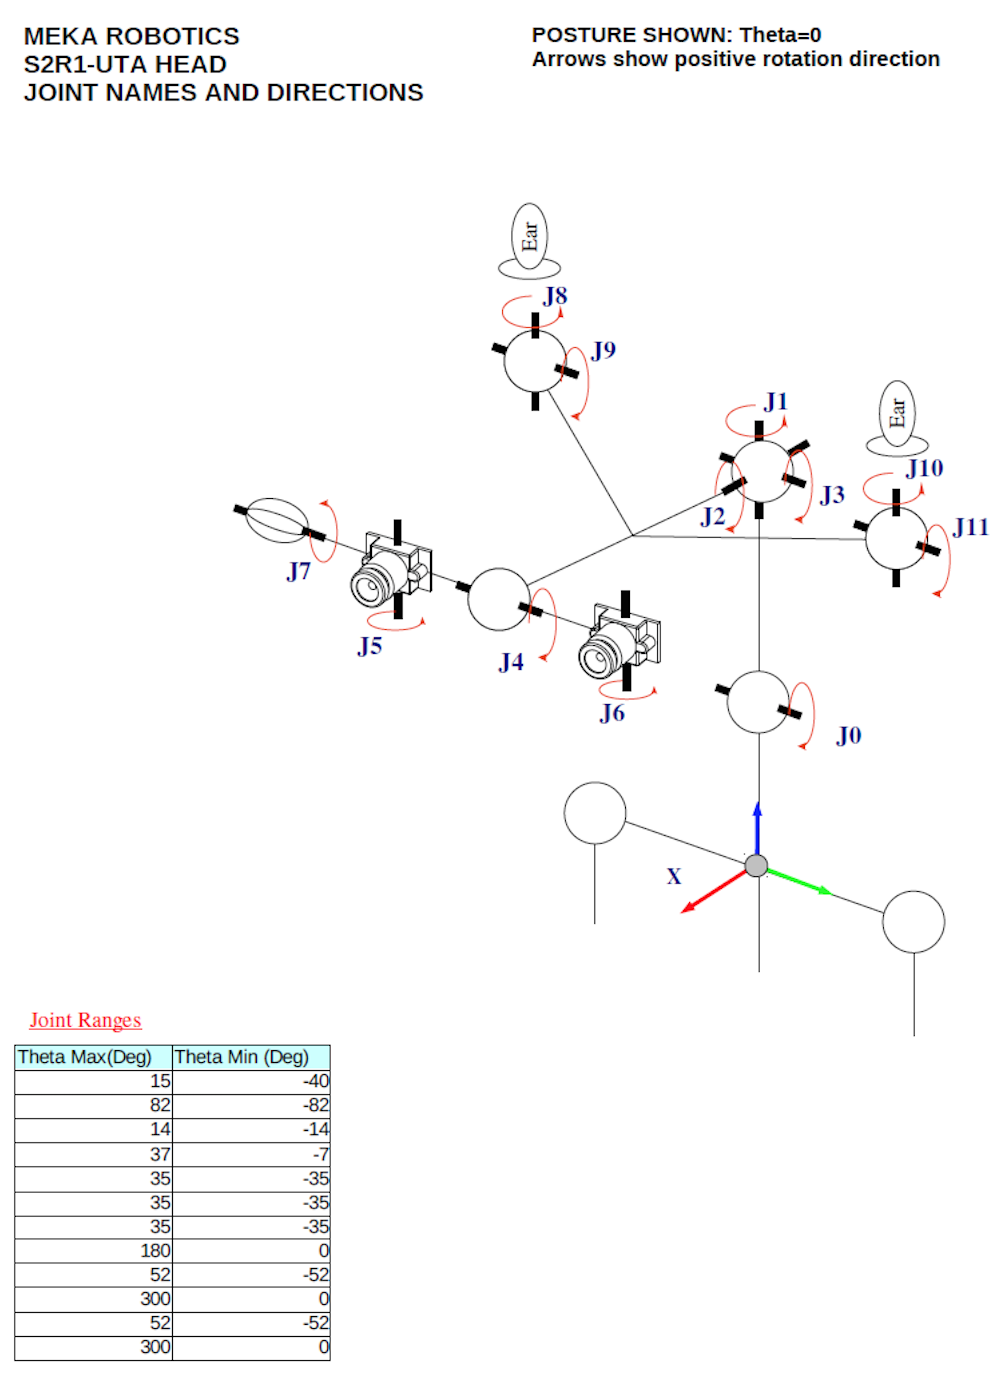 MEKA ROBOTICS
S2R1-UTA HEAD
JOINT NAMES AND DIRECTIONS
POSTURE SHOWN: Theta=0
Arrows show positive rotation direction
Ear
J8
J9
Ear
J1
J10
J3
J2
J11
J7
J5
J4
J6
J0
X
Joint Ranges
Theta Max(Deg) Theta Min (Deg)
15 -40
82 -82
14 -14
37 -7
35 -35
35 -35
35 -35
180 0
52 -52
300 0
52 -52
300 0